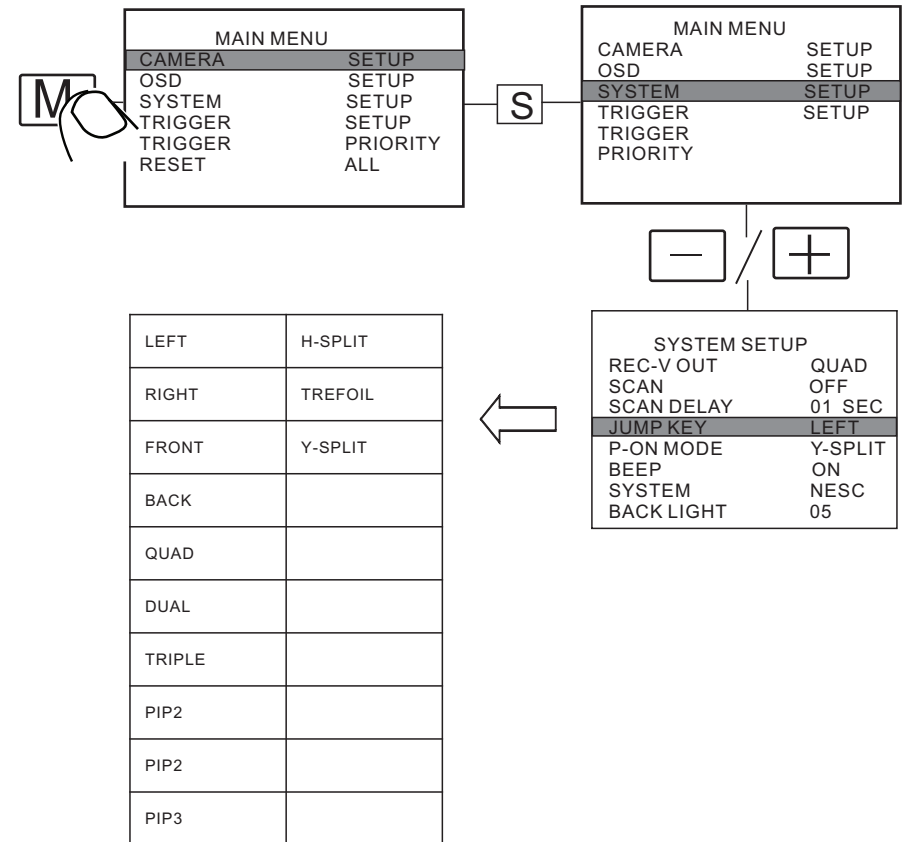 M
MAIN MENU
CAMERA SETUP
OSD SETUP
SYSTEM SETUP
TRIGGER SETUP
TRIGGER PRIORITY
RESET ALL
S
MAIN MENU
CAMERA SETUP
OSD SETUP
SYSTEM SETUP
TRIGGER SETUP
TRIGGER
PRIORITY
− / +
SYSTEM SETUP
REC-V OUT QUAD
SCAN OFF
SCAN DELAY 01 SEC
JUMP KEY LEFT
P-ON MODE Y-SPLIT
BEEP ON
SYSTEM NESC
BACK LIGHT 05
LEFT H-SPLIT
RIGHT TREFOIL
FRONT Y-SPLIT
BACK
QUAD
DUAL
TRIPLE
PIP2
PIP2
PIP3